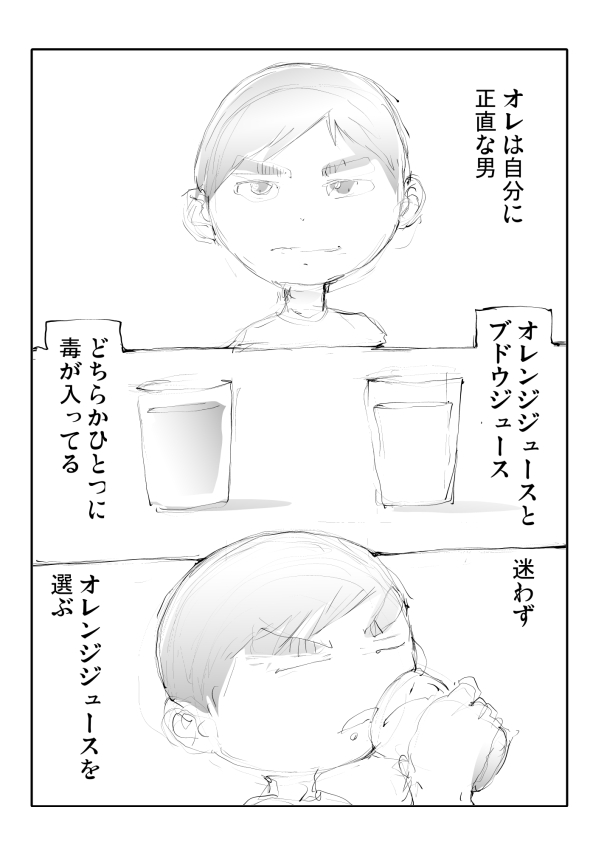 オレは自分に
正直な男
オレンジジュースと
ブドウジュース
どちらかひとつに
毒が入ってる
迷わず
オレンジジュースを
選ぶ